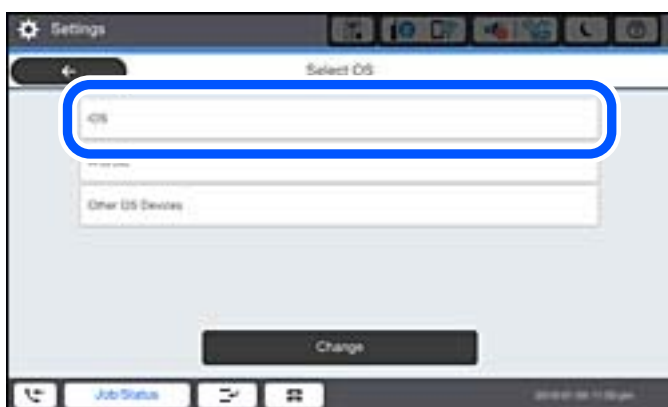 Settings
Select OS
iOS
Other OS Devices
Change
Job/Status